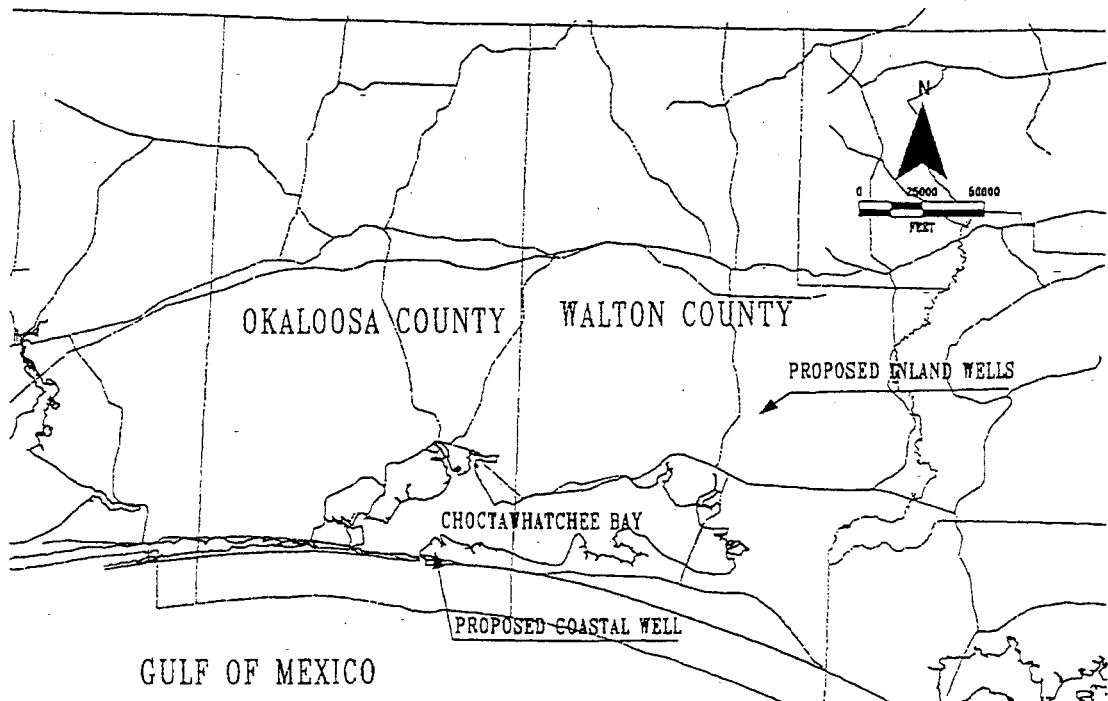 N
0 25000 50000
FEET
OKALOOSA COUNTY
WALTON COUNTY
PROPOSED INLAND WELLS
CHOCTAWHATCHEE BAY
PROPOSED COASTAL WELL
GULF OF MEXICO